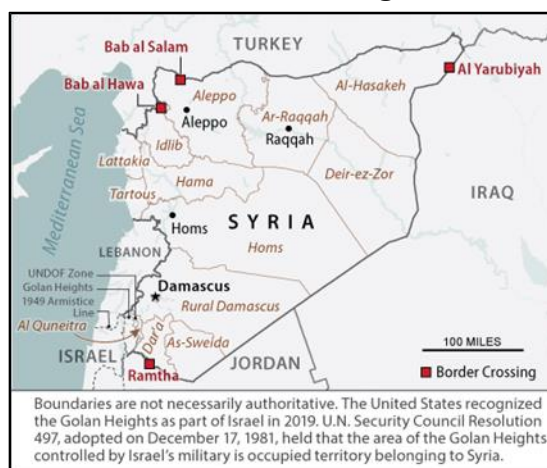 Bab al Salam
TURKEY
Bab al Hawa
Al Yarubiyah
Al-Hasakeh
Aleppo
Aleppo
Ar-Raqqah
Raqqah
Idlib
Mediterranean Sea
Lattakia
Deir-ez-Zor
Tartous
Hama
IRAQ
Homs
SYRIA
LEBANON
Homs
UNDOF Zone
Golan Heights
1949 Armistice
Line
Damascus
Rural Damascus
Al Quneitra
Dar'a
As-Sweida
ISRAEL
Ramtha
JORDAN
100 MILES
Border Crossing
Boundaries are not necessarily authoritative. The United States recognized
the Golan Heights as part of Israel in 2019. U.N. Security Council Resolution
497, adopted on December 17, 1981, held that the area of the Golan Heights
controlled by Israel's military is occupied territory belonging to Syria.